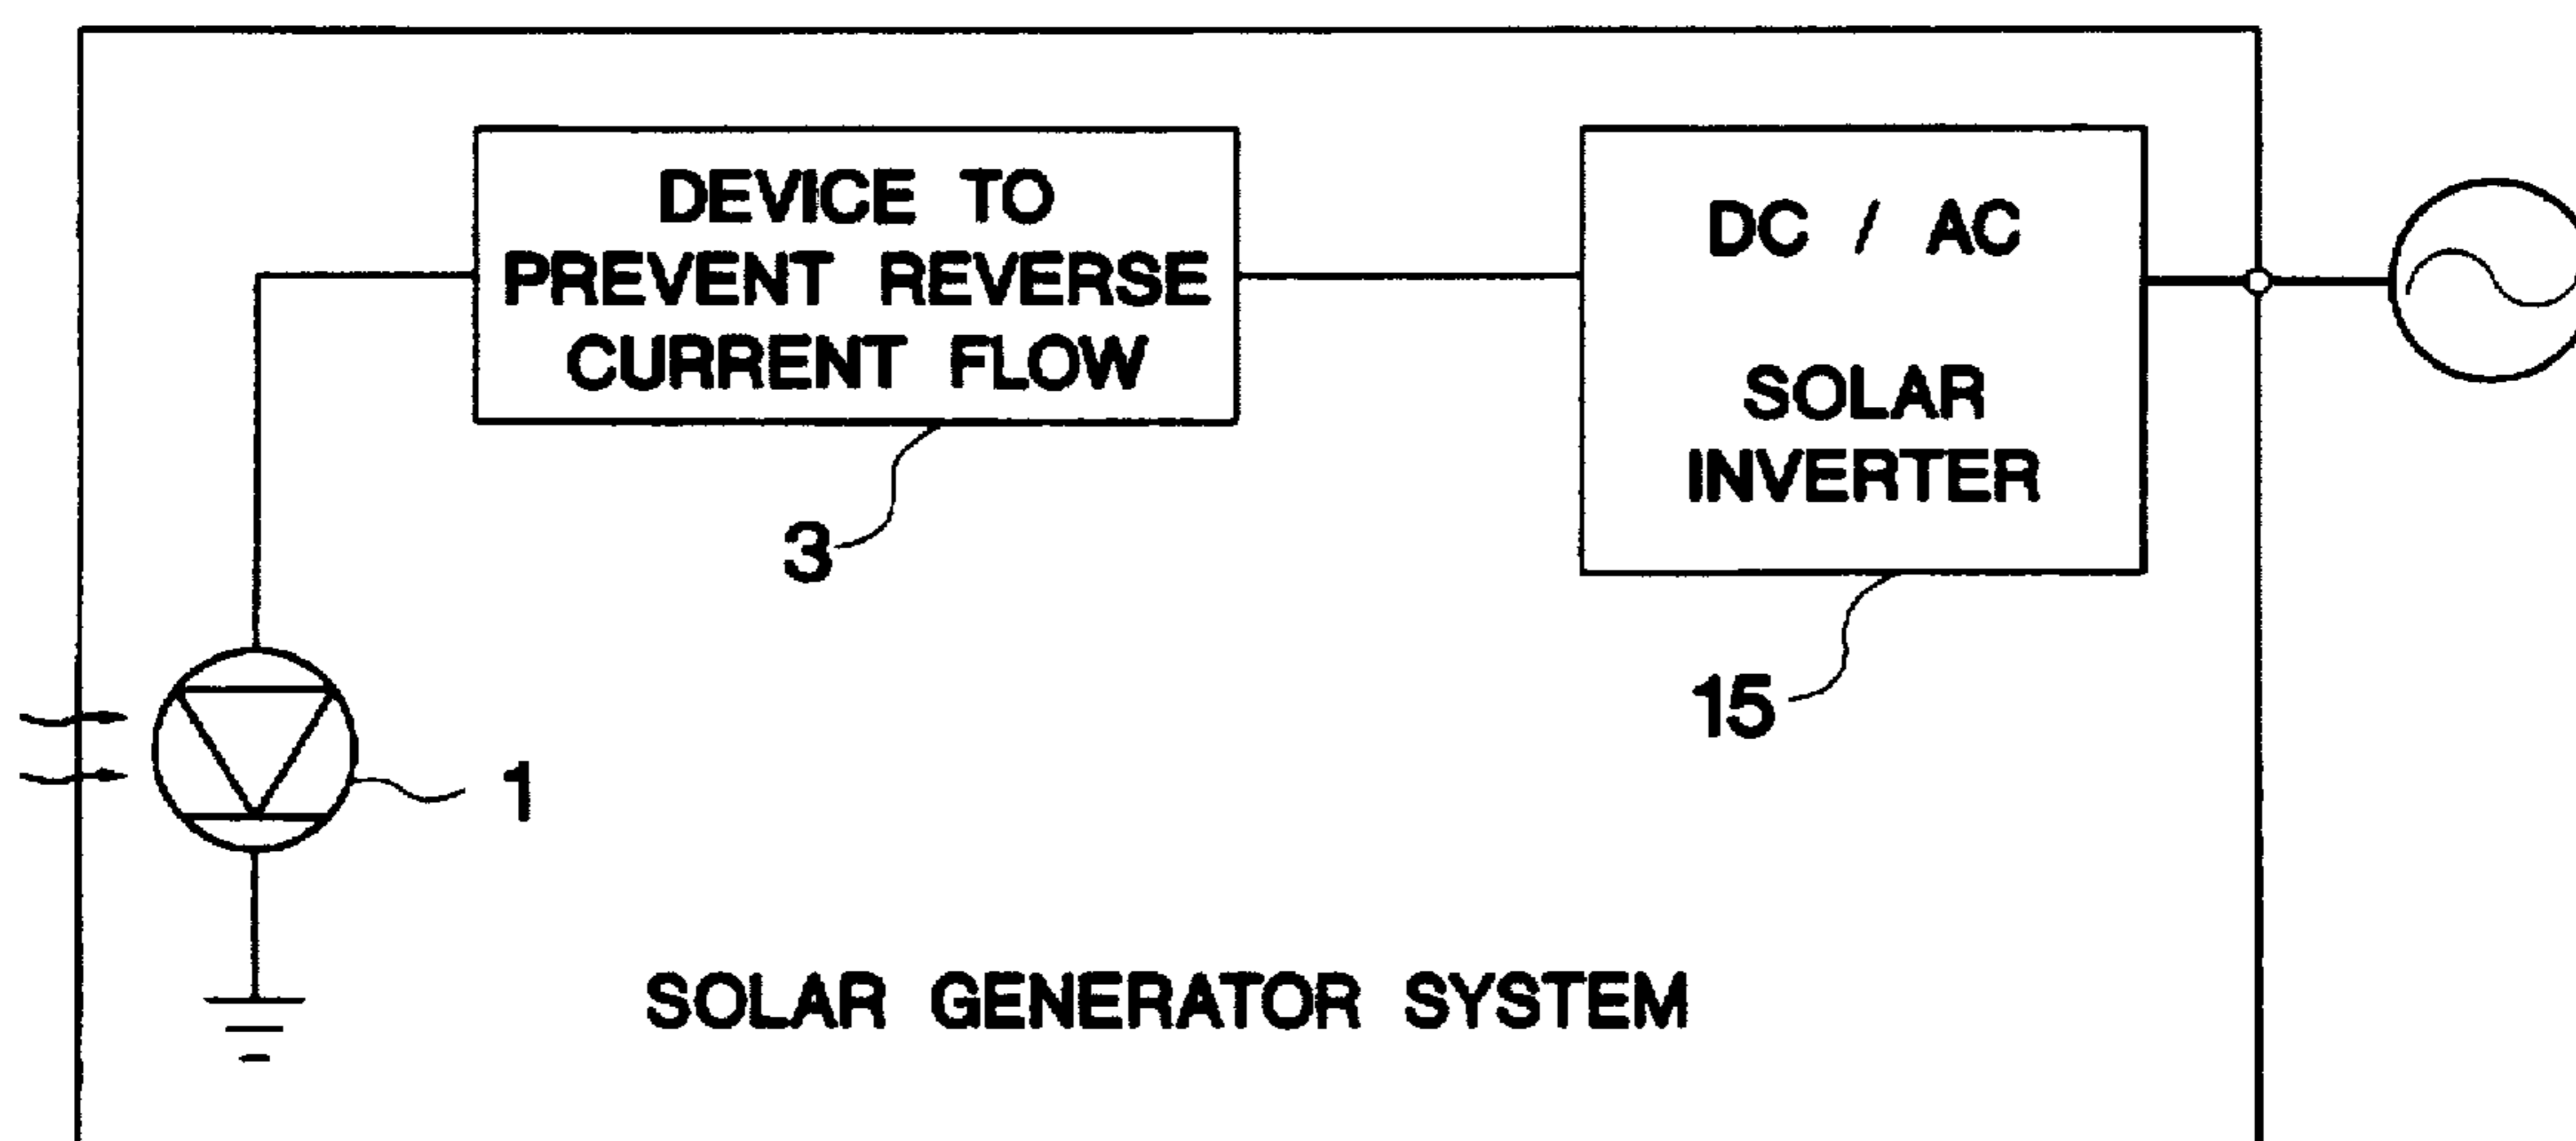 DEVICE TO
PREVENT REVERSE
CURRENT FLOW
3
DC / AC
SOLAR
INVERTER
15
1
SOLAR GENERATOR SYSTEM